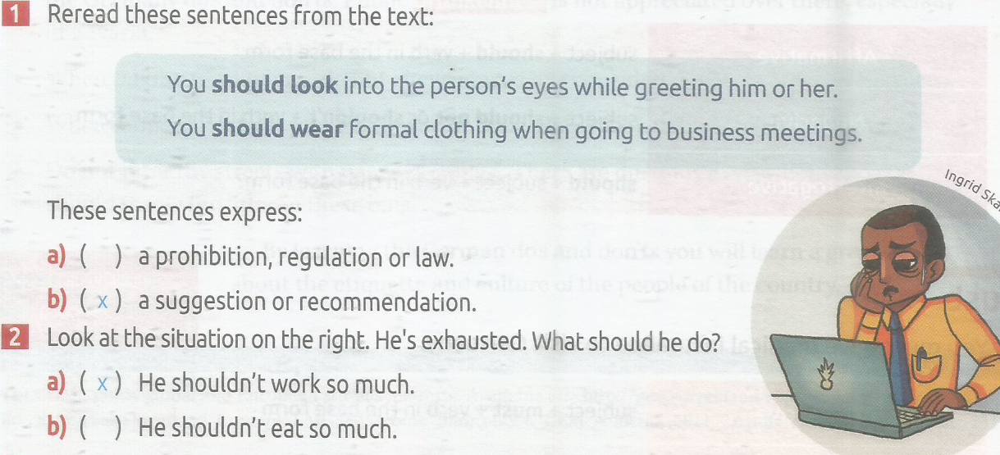 1 Reread these sentences from the text:
You should look into the person's eyes while greeting him or her.
You should wear formal clothing when going to business meetings.
Ingrid Ska
These sentences express:
a) ( ) a prohibition, regulation or law.
b) ( x ) a suggestion or recommendation.
2 Look at the situation on the right. He's exhausted. What should he do?
a) ( x ) He shouldn't work so much.
b) ( ) He shouldn't eat so much.